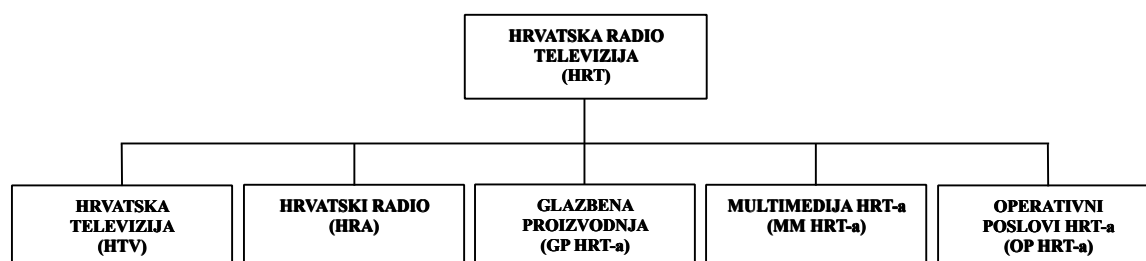 HRVATSKA RADIO
TELEVIZIJA
(HRT)
HRVATSKA
TELEVIZIJA
(HTV)
HRVATSKI RADIO
(HRA)
GLAZBENA
PROIZVODNJA
(GP HRT-a)
MULTIMEDIJA HRT-a
(MM HRT-a)
OPERATIVNI
POSLOVI HRT-a
(OP HRT-a)